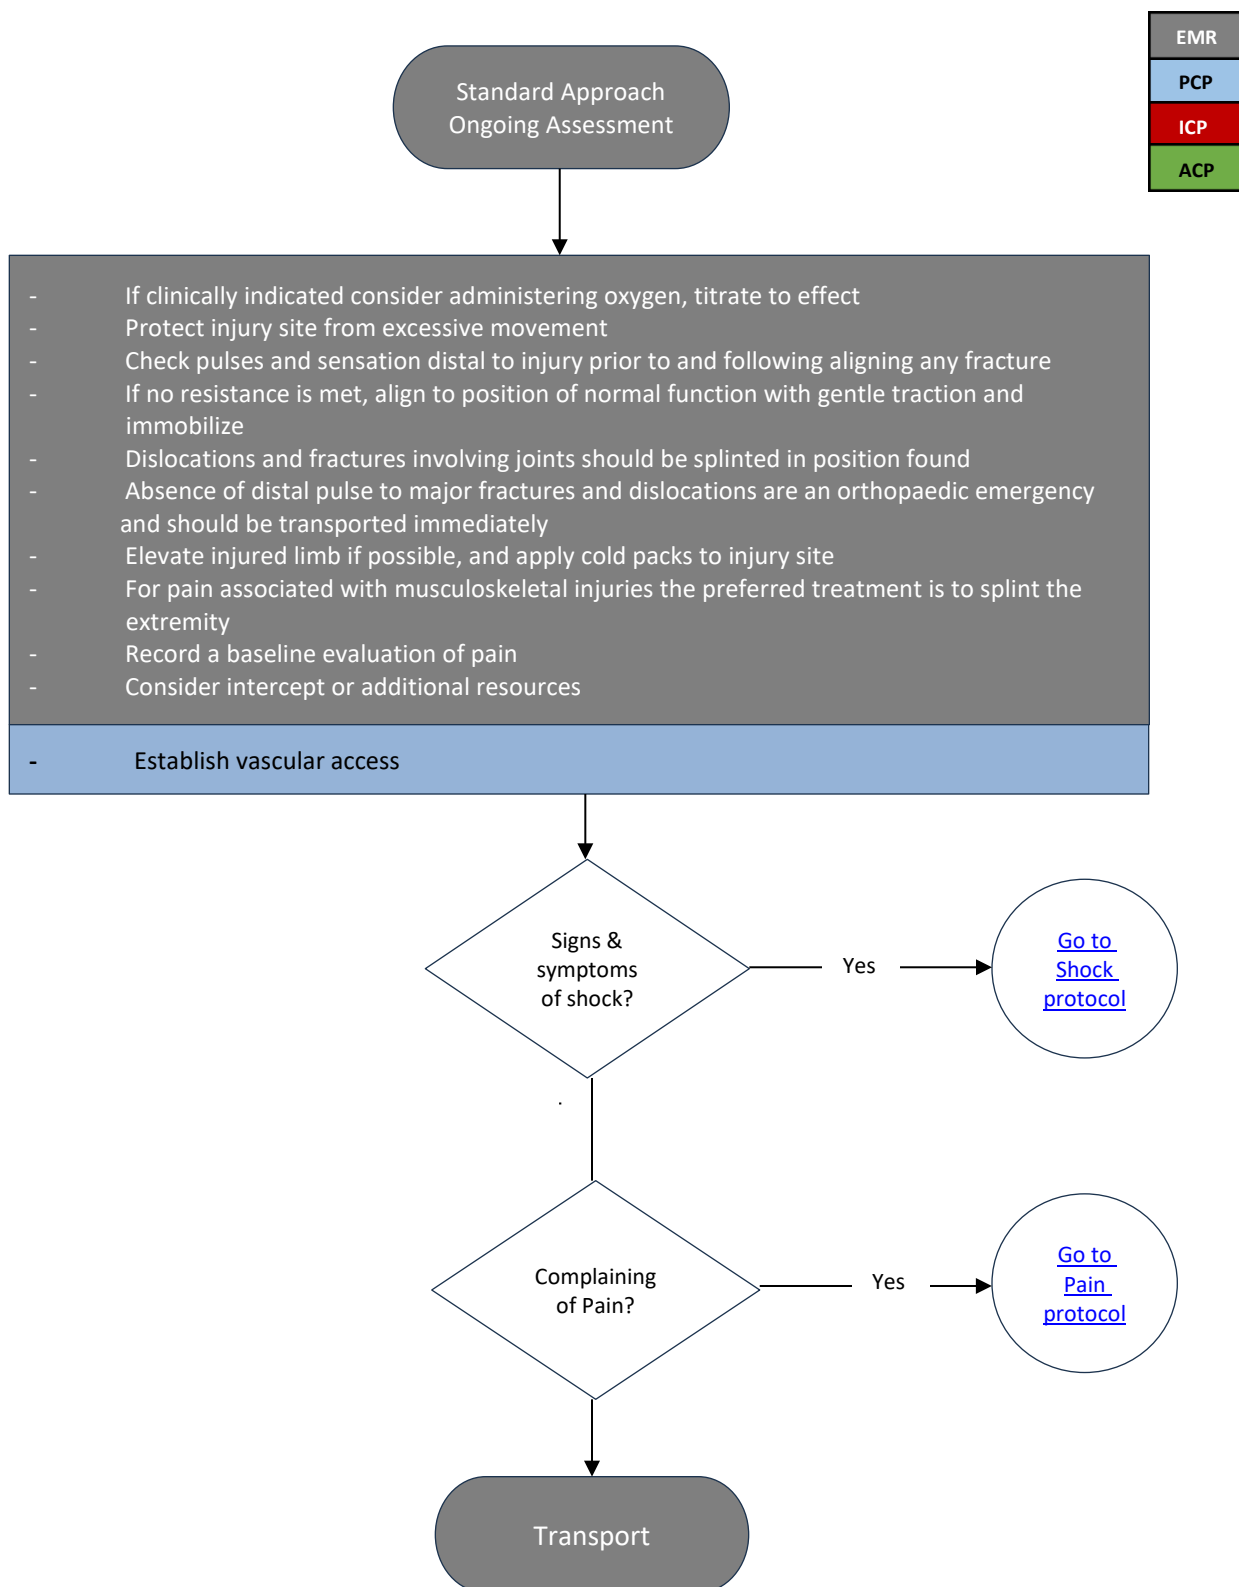 EMR
PCP
ICP
ACP
Standard Approach
Ongoing Assessment
- If clinically indicated consider administering oxygen, titrate to effect
- Protect injury site from excessive movement
- Check pulses and sensation distal to injury prior to and following aligning any fracture
- If no resistance is met, align to position of normal function with gentle traction and
immobilize
- Dislocations and fractures involving joints should be splinted in position found
- Absence of distal pulse to major fractures and dislocations are an orthopaedic emergency
and should be transported immediately
- Elevate injured limb if possible, and apply cold packs to injury site
- For pain associated with musculoskeletal injuries the preferred treatment is to splint the
extremity
- Record a baseline evaluation of pain
- Consider intercept or additional resources
- Establish vascular access
Signs &
symptoms
of shock?
Yes
Go to
Shock
protocol
.
Complaining
of Pain?
Yes
Go to
Pain
protocol
Transport